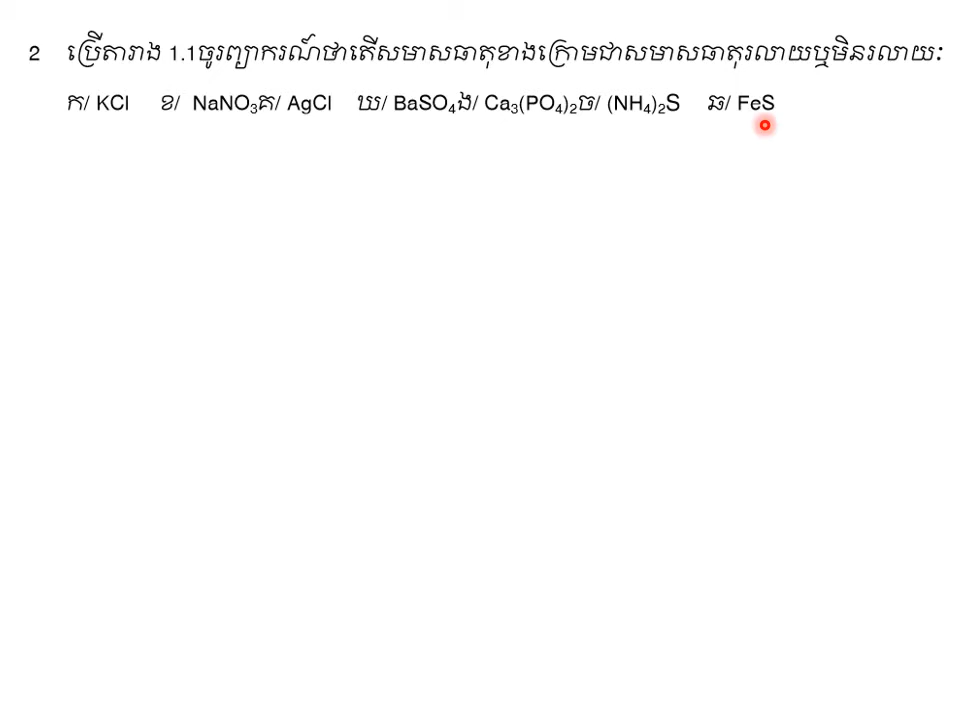 2 ប្រើតារាង 1.1ចូរព្យាករណ៍ថាតើសមាសធាតុខាងក្រោមជាសមាសធាតុរលាយឬមិនរលាយៈ
ក/ KCl ខ/ NaNO₃គ/ AgCl ឃ/ BaSO₄ង/ Ca₃(PO₄)₂ច/ (NH₄)₂S ឆ/ FeS